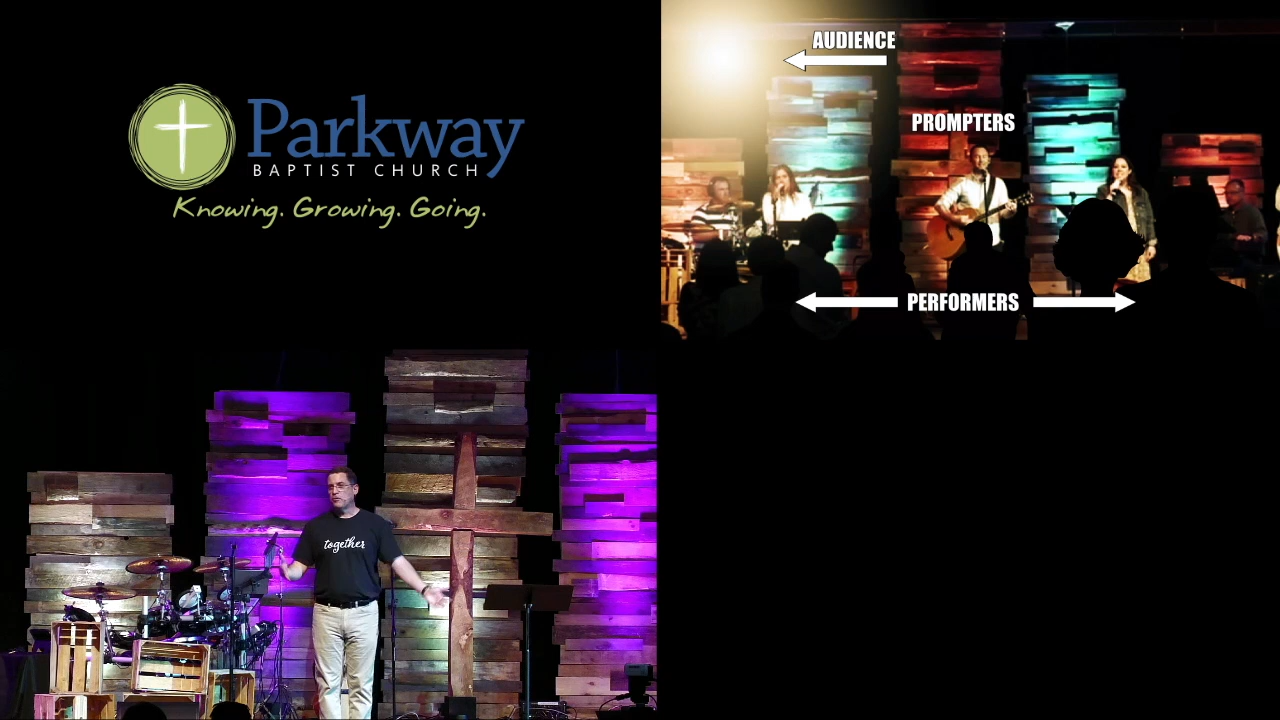 Parkway
BAPTIST CHURCH
Knowing. Growing. Going.
AUDIENCE
PROMPTERS
PERFORMERS
together